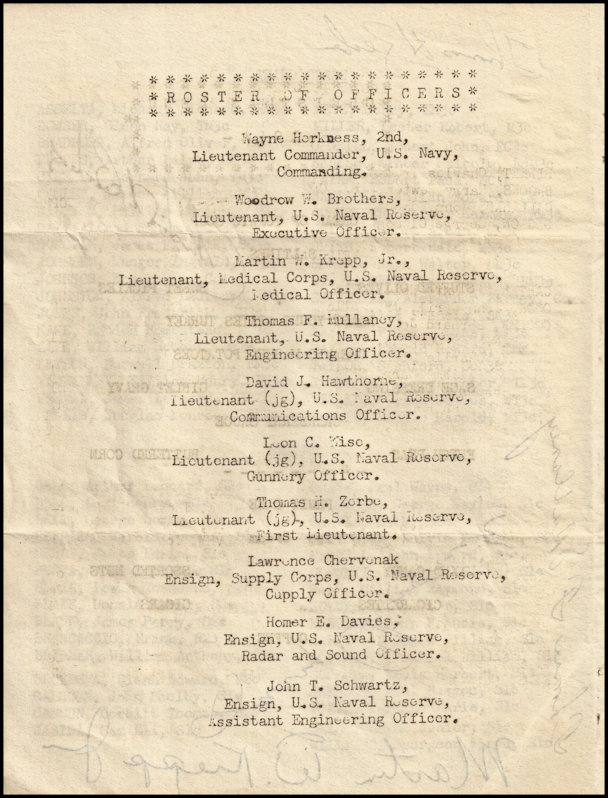 * * * * * * * * * * * * * * * * * * * *
* R O S T E R  O F  O F F I C E R S *
* * * * * * * * * * * * * * * * * * * *
Wayne Herkness, 2nd,
Lieutenant Commander, U.S. Navy,
Commanding.
Woodrow W. Brothers,
Lieutenant, U.S. Naval Reserve,
Executive Officer.
Martin W. Krepp, Jr.,
Lieutenant, Medical Corps, U.S. Naval Reserve,
Medical Officer.
Thomas F. Mullaney,
Lieutenant, U.S. Naval Reserve,
Engineering Officer.
David J. Hawthorne,
Lieutenant (jg), U.S. Naval Reserve,
Communications Officer.
Leon C. Wise,
Lieutenant (jg), U.S. Naval Reserve,
Gunnery Officer.
Thomas H. Zerbe,
Lieutenant (jg), U.S. Naval Reserve,
First Lieutenant.
Lawrence Chervenak
Ensign, Supply Corps, U.S. Naval Reserve,
Supply Officer.
Homer E. Davies,
Ensign, U.S. Naval Reserve,
Radar and Sound Officer.
John T. Schwartz,
Ensign, U.S. Naval Reserve,
Assistant Engineering Officer.
Martin W. Krepp Jr